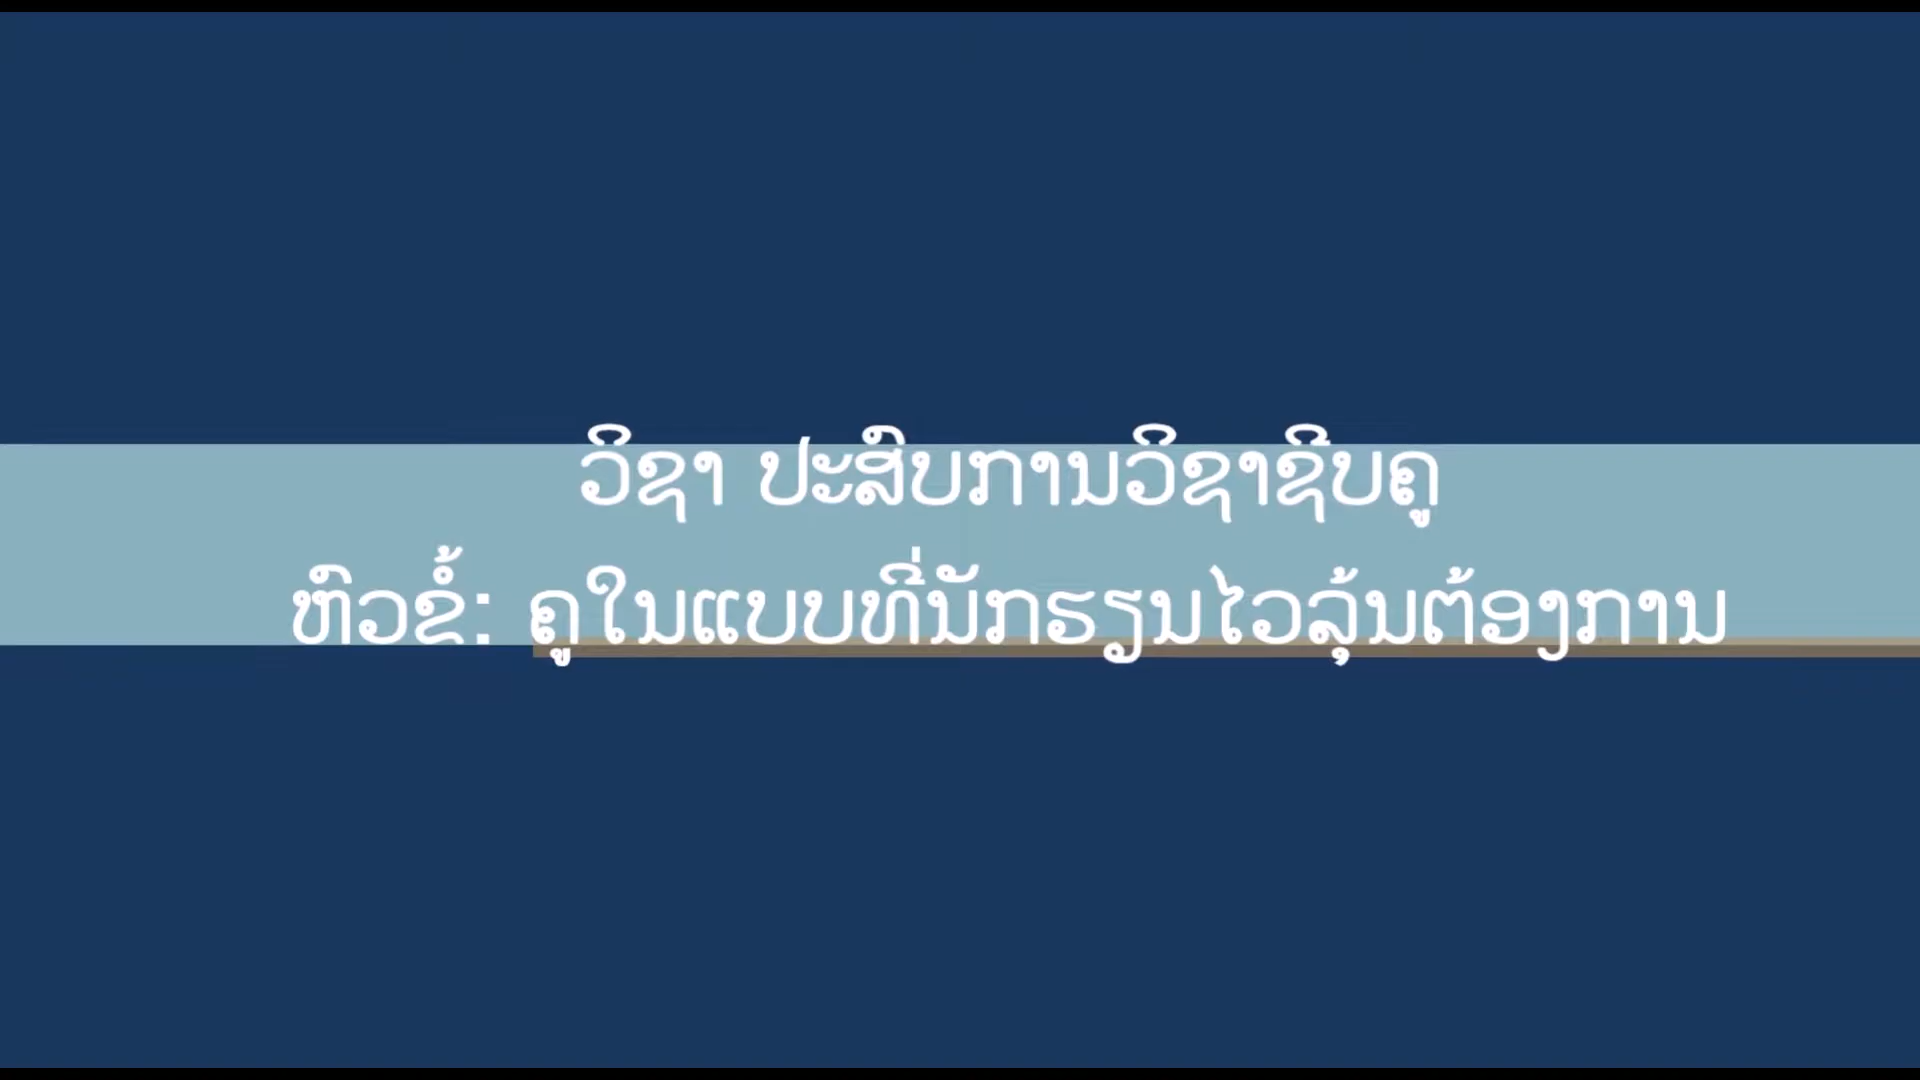 ວິຊາ ປະສົບການວິຊາຊີບຄູ
ຫົວຂໍ້: ຄູໃນແບບທີ່ນັກຮຽນໄວລຸ້ນຕ້ອງການ